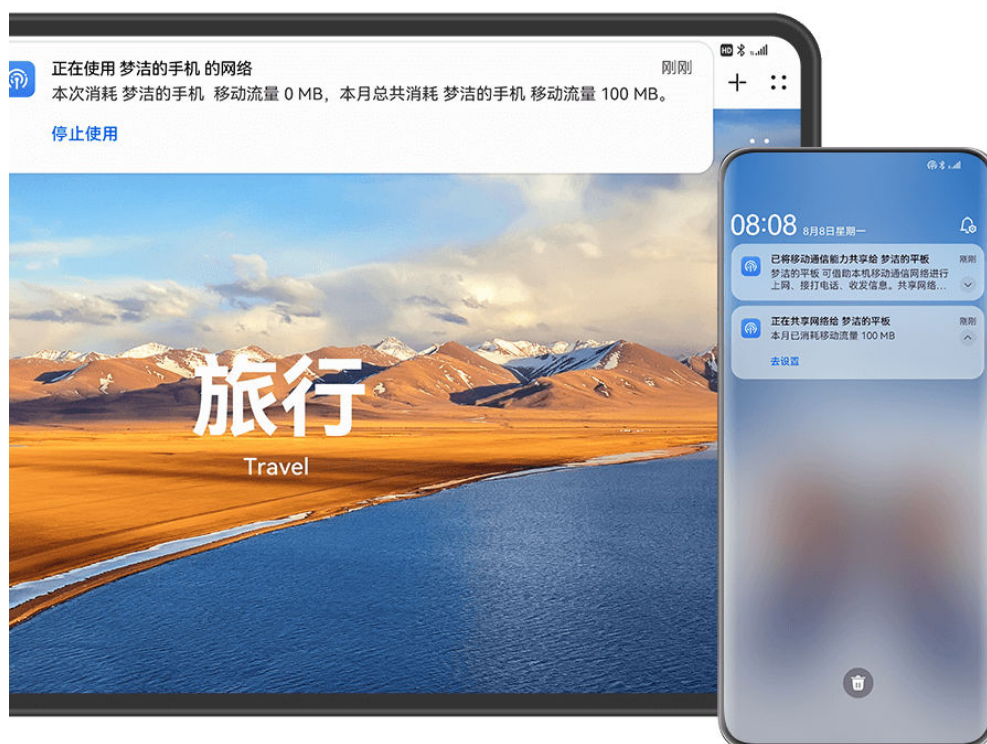 正在使用 梦洁的手机 的网络
刚刚
本次消耗 梦洁的手机 移动流量 0 MB，本月总共消耗 梦洁的手机 移动流量 100 MB。
停止使用
HD
旅行
Travel
08:08 8月8日星期一
已将移动通信能力共享给 梦洁的平板
刚刚
梦洁的平板 可借助本机移动通信网络进行
上网、接打电话、收发信息。共享网络...
正在共享网络给 梦洁的平板
刚刚
本月已消耗移动流量 100 MB
去设置